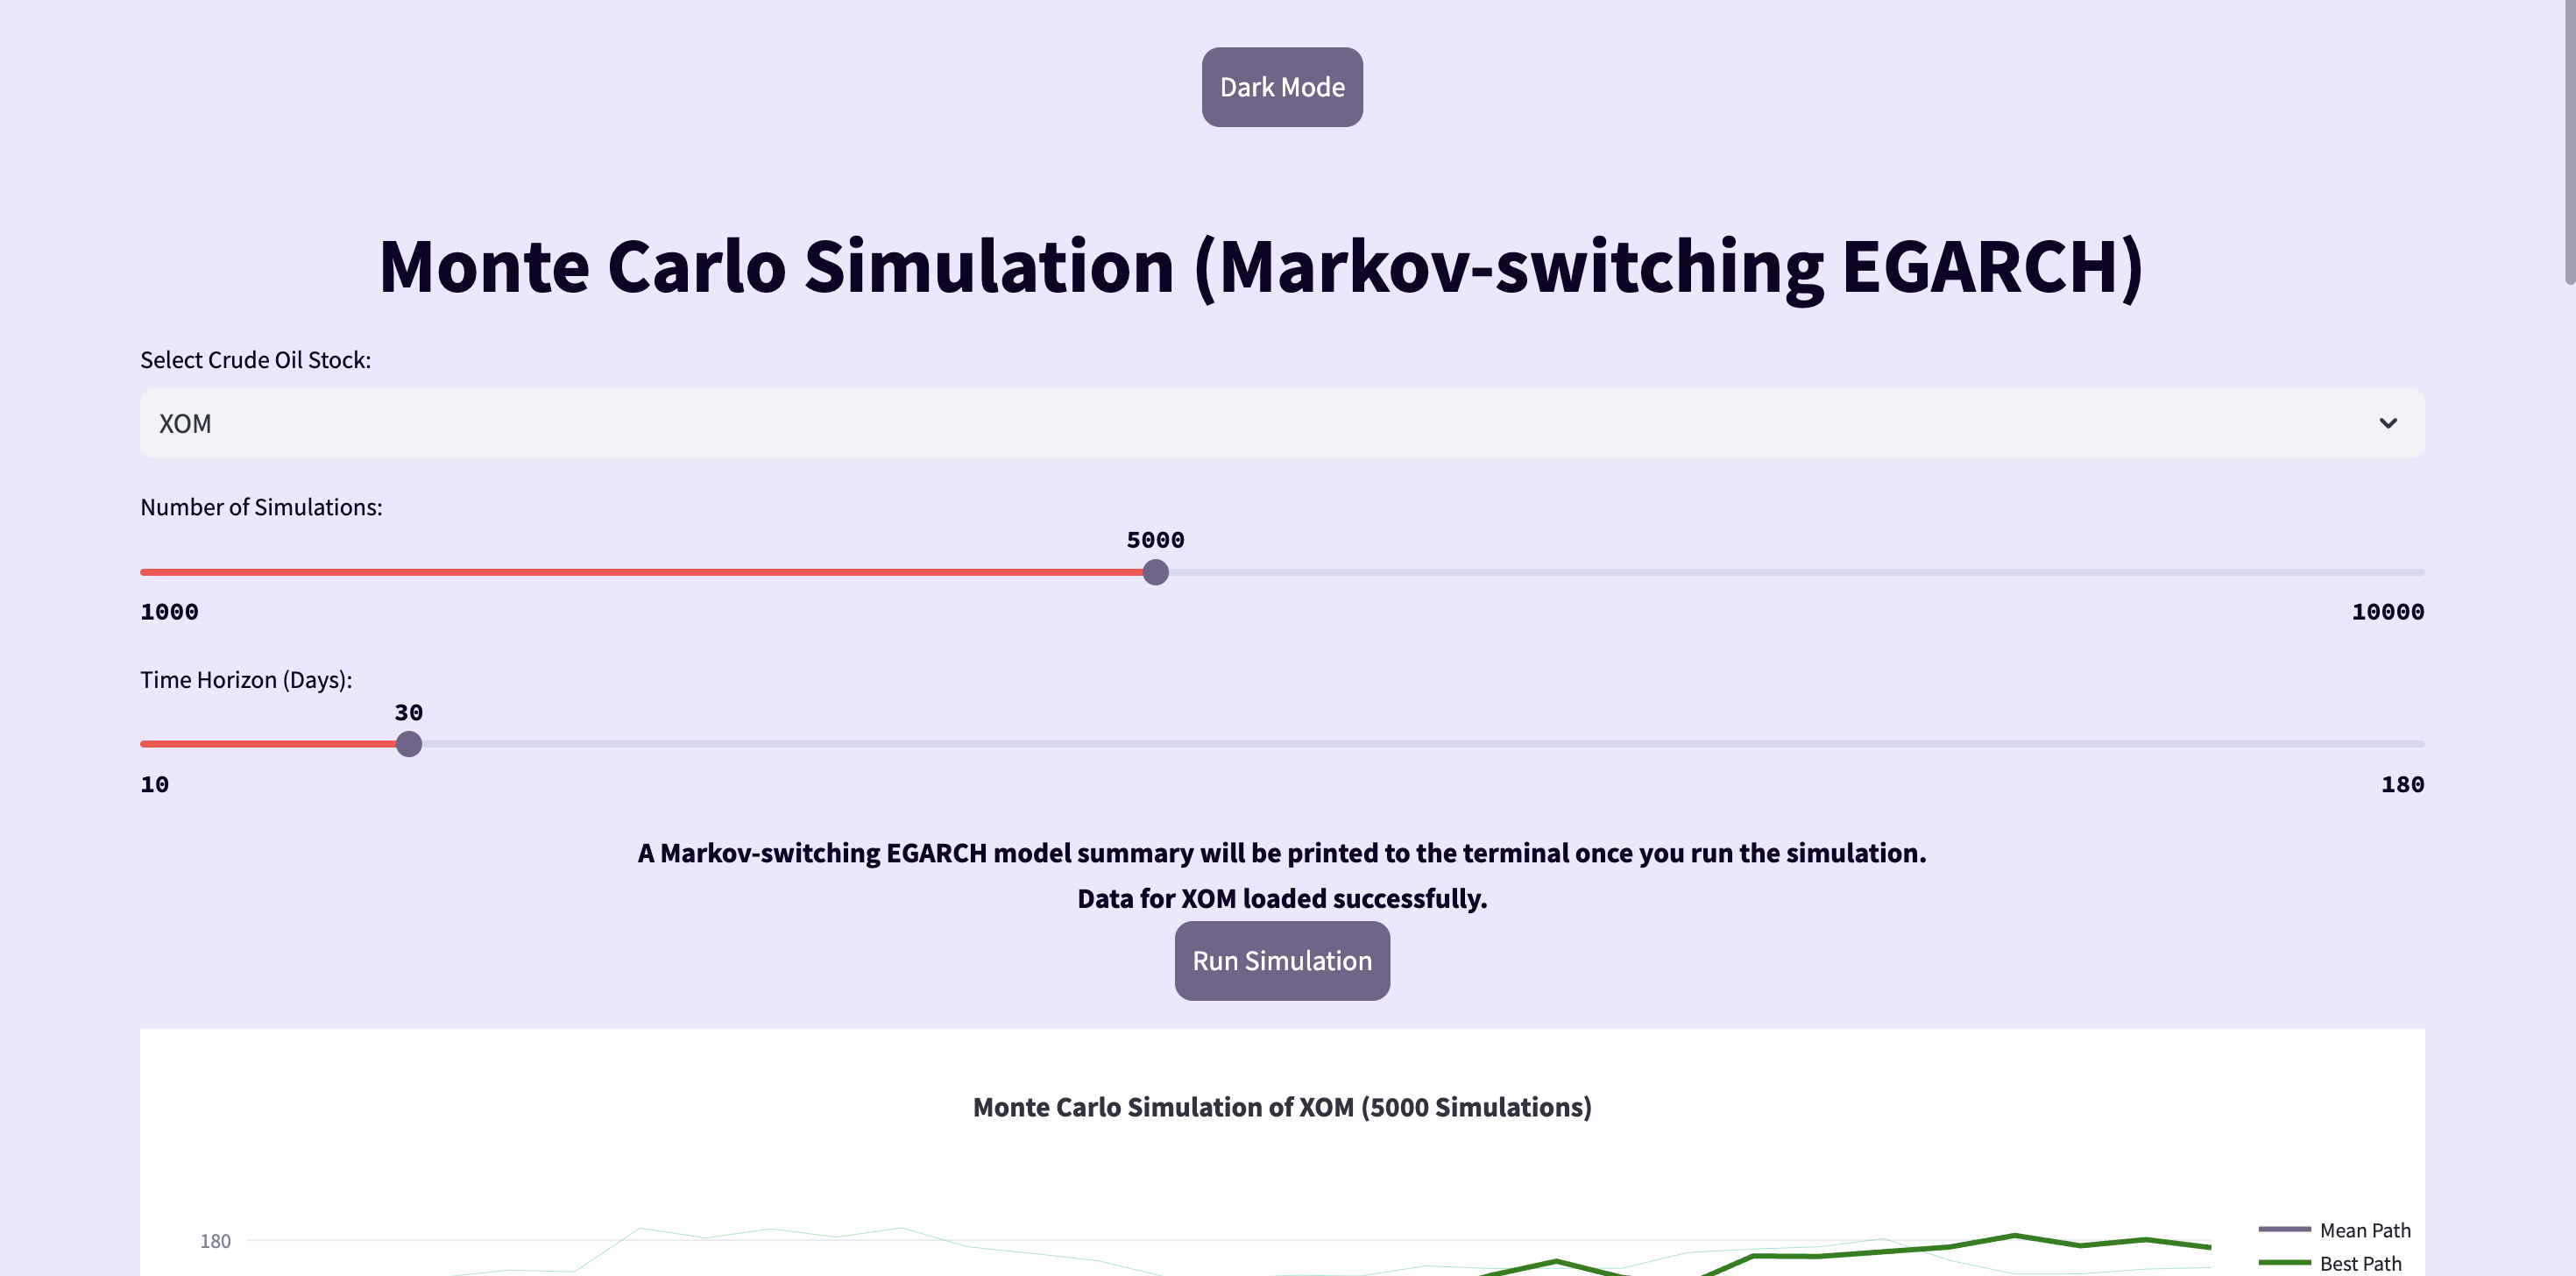 Dark Mode
Monte Carlo Simulation (Markov-switching EGARCH)
Select Crude Oil Stock:
XOM
Number of Simulations:
5000
1000
10000
Time Horizon (Days):
30
10
180
A Markov-switching EGARCH model summary will be printed to the terminal once you run the simulation.
Data for XOM loaded successfully.
Run Simulation
Monte Carlo Simulation of XOM (5000 Simulations)
180
Mean Path
Best Path